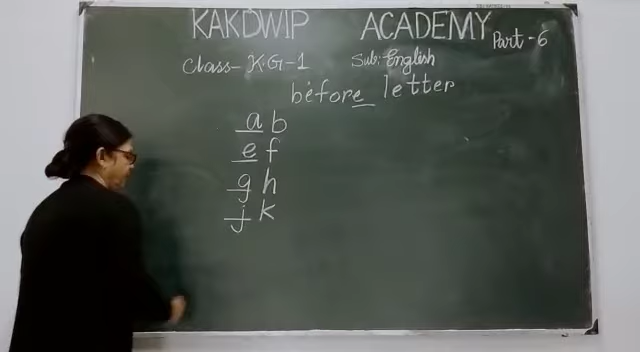 KAKDWIP ACADEMY
Part-6
Class-K.G-1 Sub:English
before letter
a b
e f
g h
j k